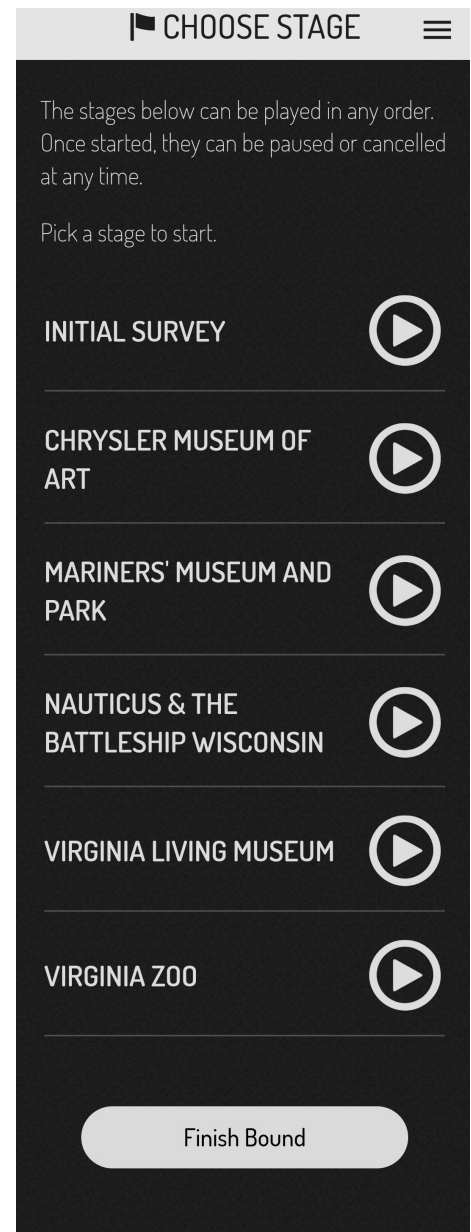 CHOOSE STAGE
The stages below can be played in any order.
Once started, they can be paused or cancelled
at any time.
Pick a stage to start.
INITIAL SURVEY
CHRYSLER MUSEUM OF
ART
MARINERS' MUSEUM AND
PARK
NAUTICUS & THE
BATTLESHIP WISCONSIN
VIRGINIA LIVING MUSEUM
VIRGINIA ZOO
Finish Bound